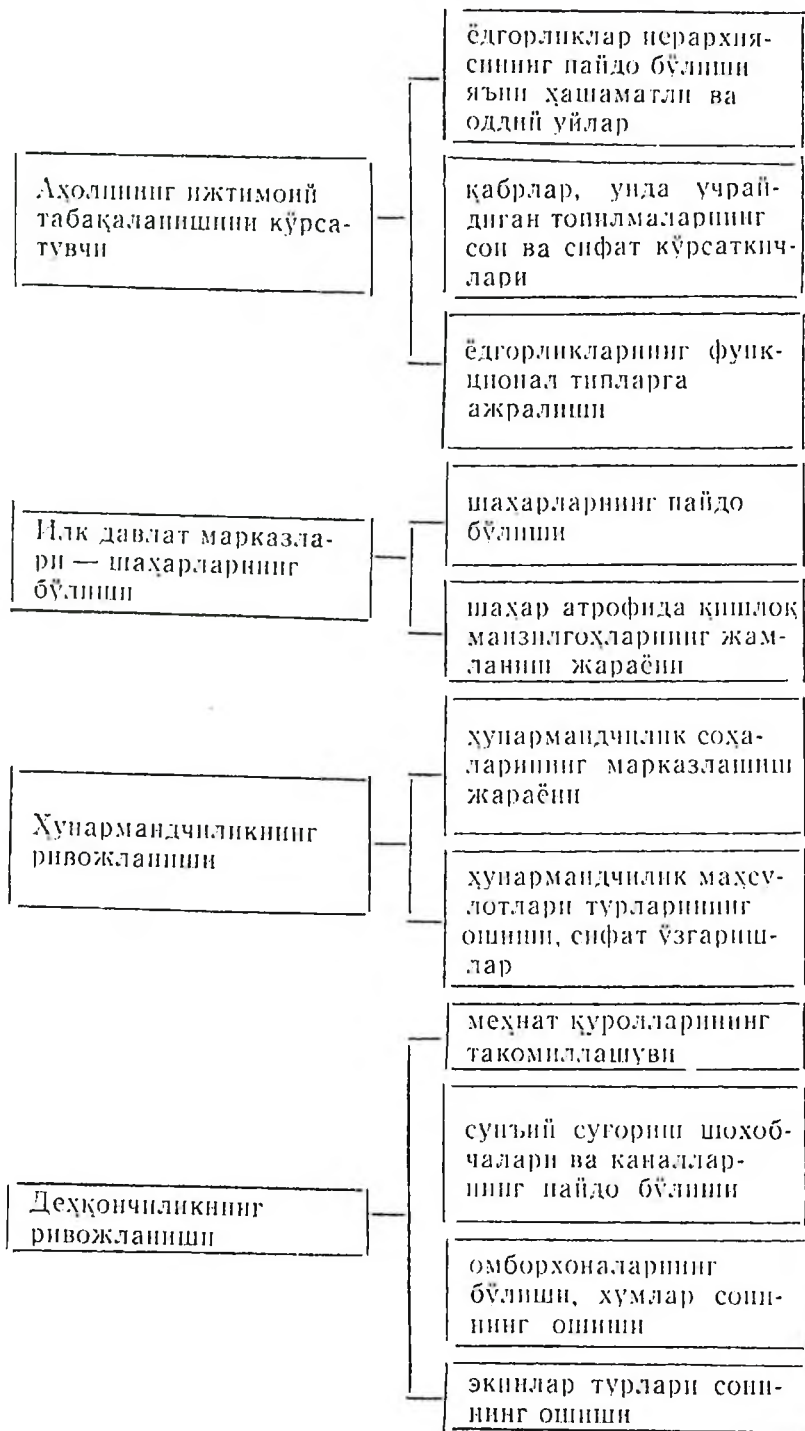 Аҳолининг ижтимоий
табақаланишини кўрса-
тувчи
ёдгорликлар иерархия-
сининг пайдо бўлиши
яъни ҳашаматли ва
оддий уйлар
қабрлар, унда учрай-
диган топилмаларнинг
сон ва сифат кўрсаткич-
лари
ёдгорликларнинг функ-
ционал типларга
ажралиши
Илк давлат марказла-
ри — шаҳарларнинг
бўлиши
шаҳарларнинг пайдо
бўлиши
шаҳар атрофида қишлоқ
манзилгоҳларининг жам-
ланиш жараёни
Ҳунармандчиликнинг
ривожланиши
ҳунармандчилик соҳа-
ларининг марказлашиш
жараёни
ҳунармандчилик маҳсу-
лотлари турларининг
ошиши, сифат ўзгариш-
лар
Деҳқончиликнинг
ривожланиши
меҳнат қуролларининг
такомиллашуви
сунъий суғориш шохоб-
чалари ва каналлар-
нинг пайдо бўлиши
омборхоналарнинг
бўлиши, хумлар сони-
нинг ошиши
экинлар турлари сони-
нинг ошиши